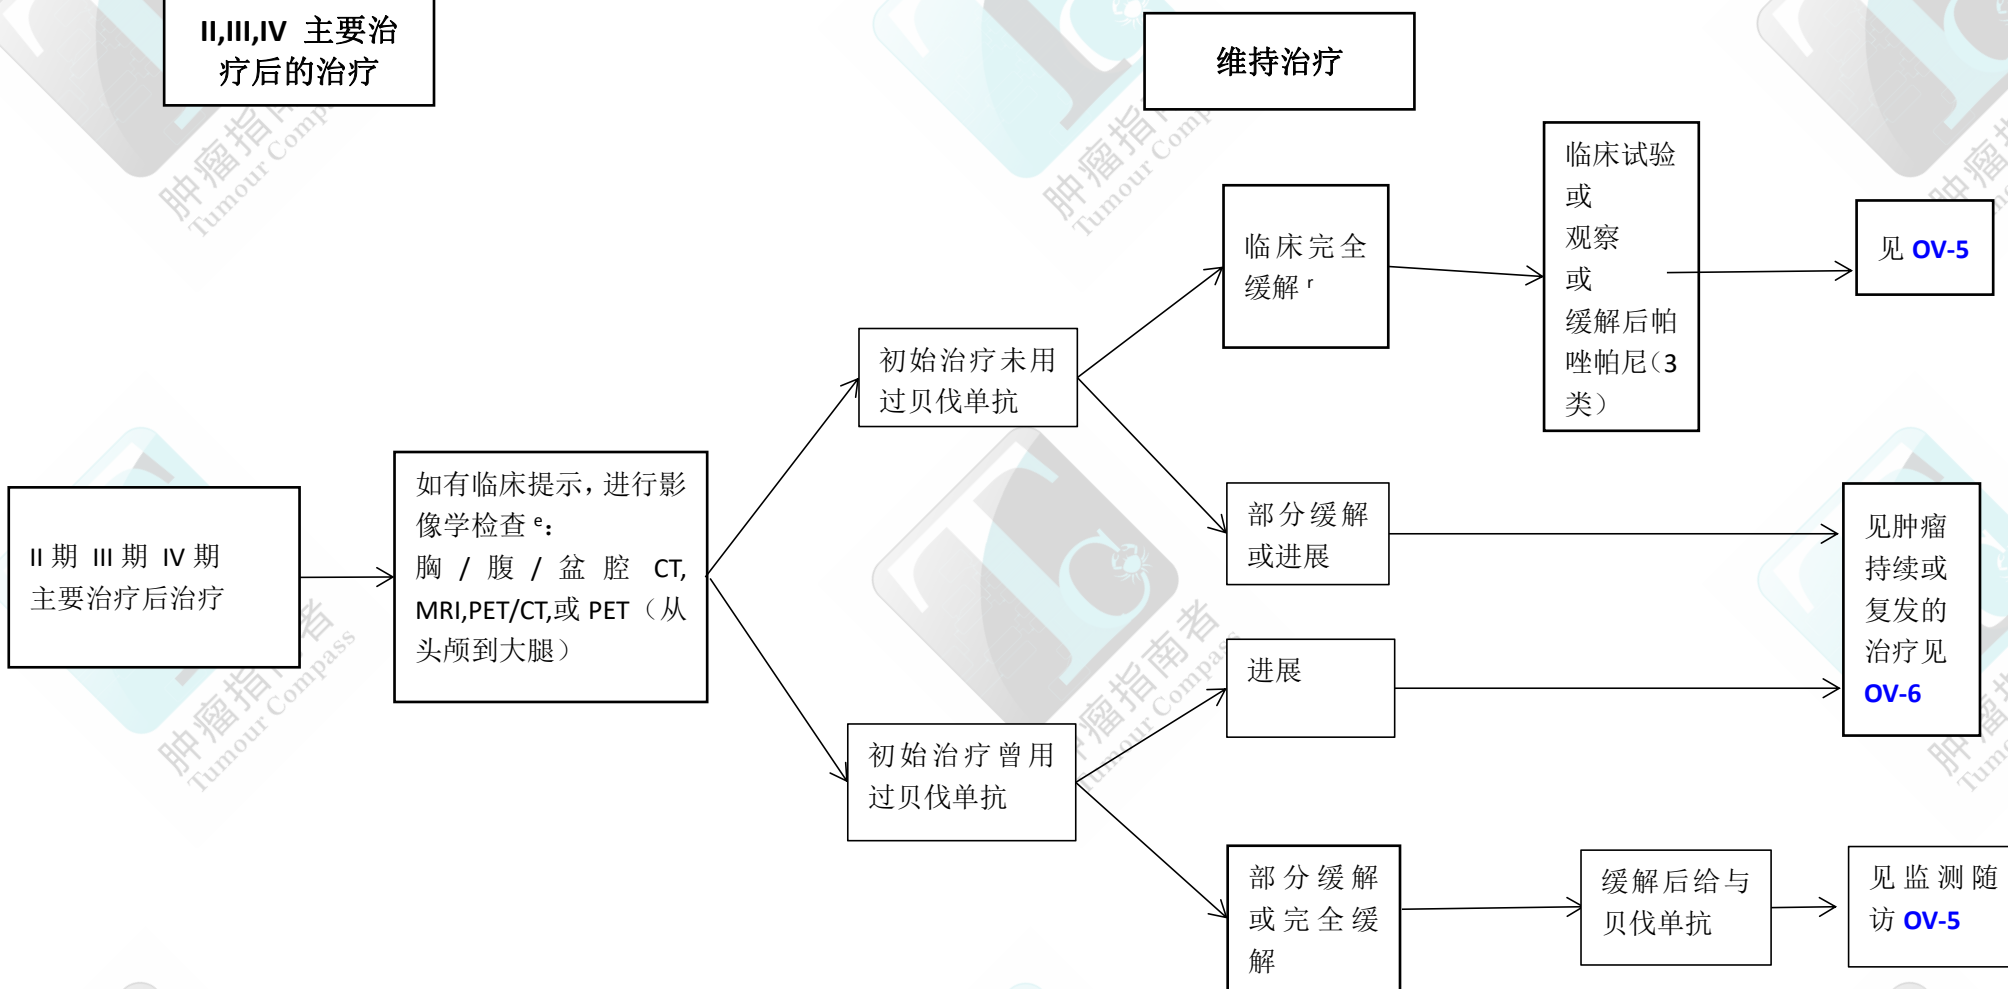 II,III,IV 主要治
疗后的治疗
维持治疗
II 期 III 期 IV 期
主要治疗后治疗
如有临床提示，进行影
像学检查 e：
胸 / 腹 / 盆 腔 CT,
MRI,PET/CT,或 PET（从
头颅到大腿）
初始治疗未用
过贝伐单抗
初始治疗曾用
过贝伐单抗
临床完全
缓解 r
临床试验
或
观察
或
缓解后帕
唑帕尼（3
类）
见 OV-5
部分缓解
或进展
进展
见肿瘤
持续或
复发的
治疗见
OV-6
部分缓解
或完全缓
解
缓解后给与
贝伐单抗
见监测随
访 OV-5
肿瘤指南者
Tumour Compass